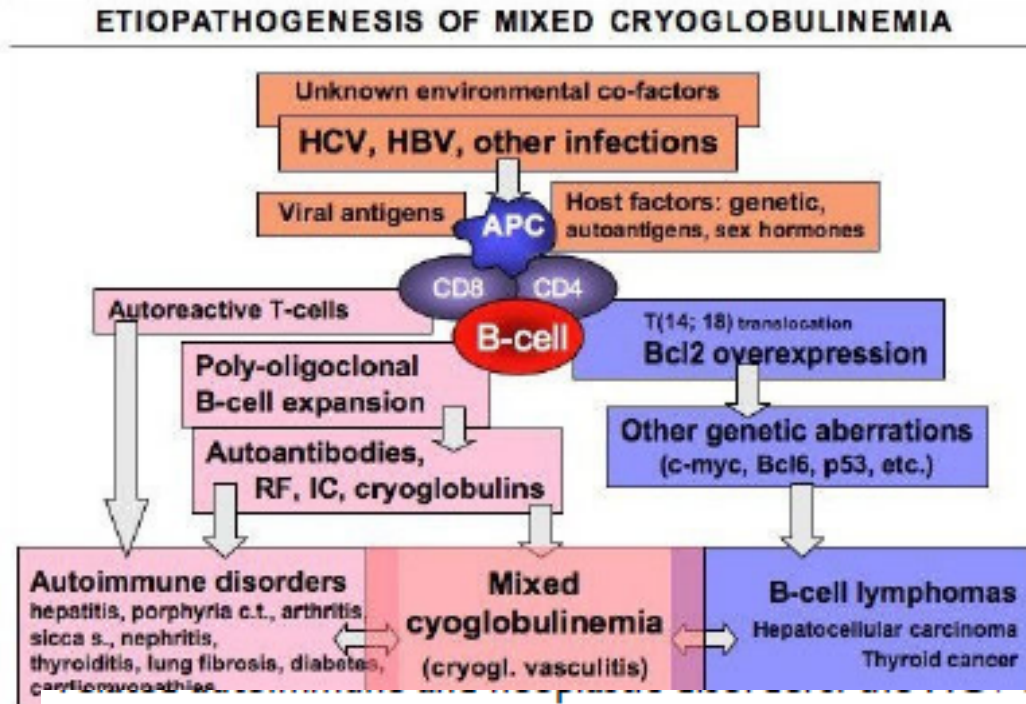 ETIOPATHOGENESIS OF MIXED CRYOGLOBULINEMIA
Unknown environmental co-factors
HCV, HBV, other infections
Viral antigens
APC
Host factors: genetic,
autoantigens, sex hormones
CD8
CD4
B-cell
Autoreactive T-cells
T(14; 18) translocation
Bcl2 overexpression
Poly-oligoclonal
B-cell expansion
Other genetic aberrations
(c-myc, Bcl6, p53, etc.)
Autoantibodies,
RF, IC, cryoglobulins
Autoimmune disorders
hepatitis, porphyria c.t., arthritis,
sicca s., nephritis,
thyroiditis, lung fibrosis, diabetes,
cardiomyopathies
Mixed
cyoglobulinemia
(cryogl. vasculitis)
B-cell lymphomas
Hepatocellular carcinoma
Thyroid cancer